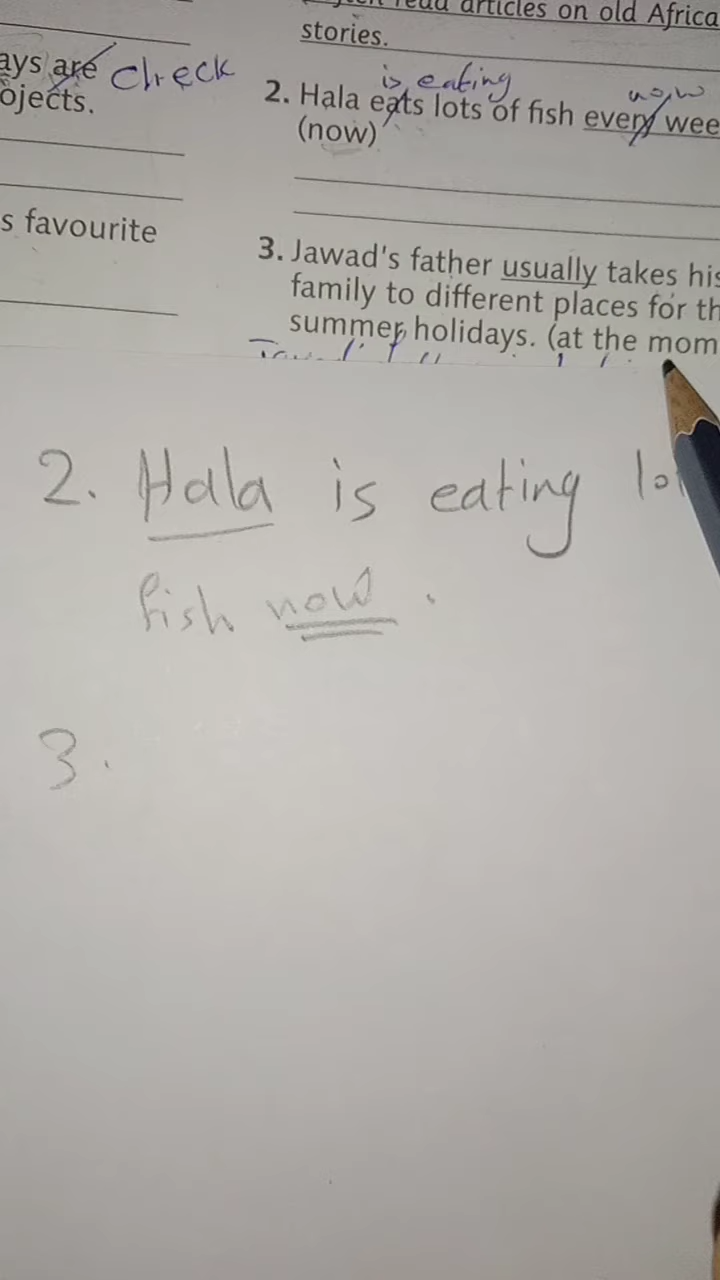 read articles on old Africa
stories.
ays are check
ojects.
is eating now
2. Hala eats lots of fish every wee
(now)
s favourite
3. Jawad's father usually takes his
family to different places for th
summer holidays. (at the mom
2. Hala is eating lo
fish now.
3.